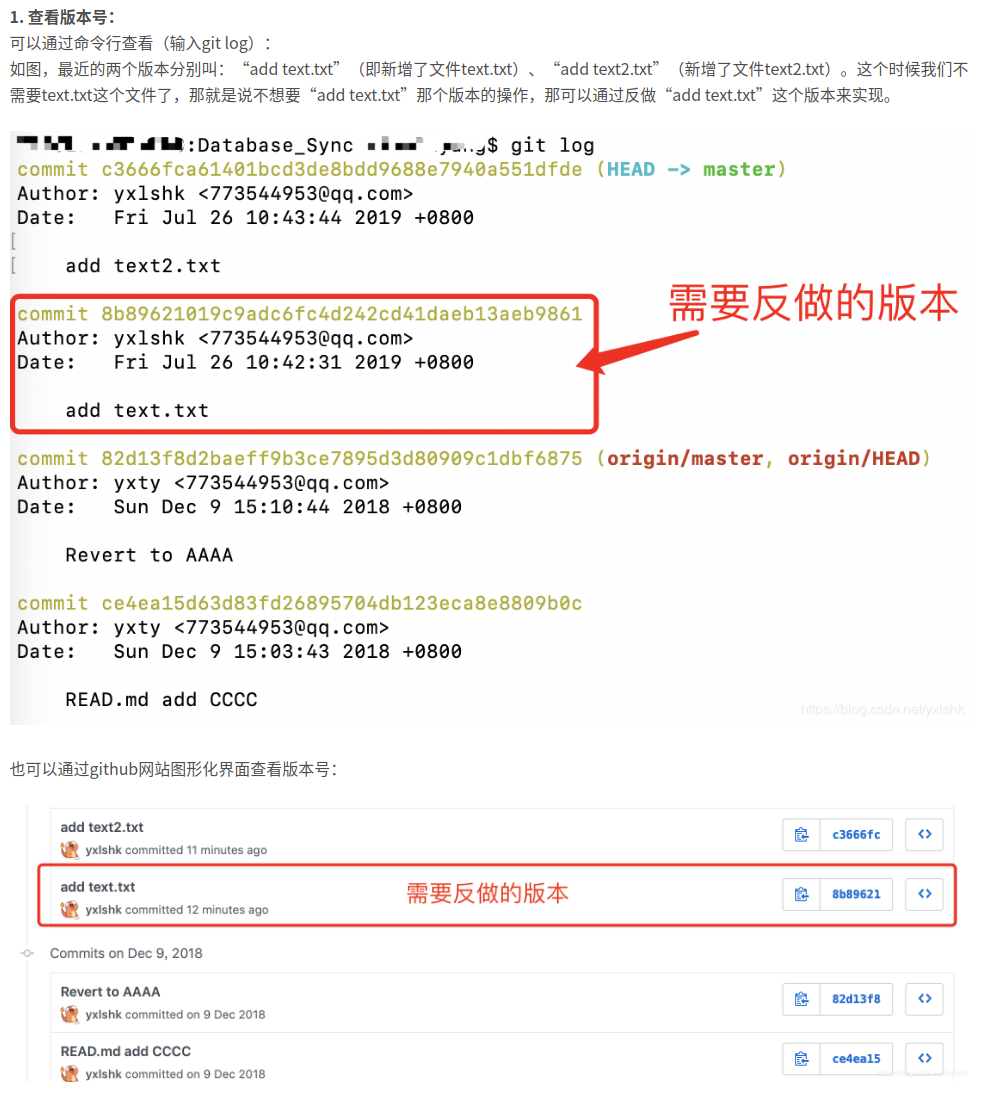 1. 查看版本号：
可以通过命令行查看（输入git log）：
如图，最近的两个版本分别叫：“add text.txt”（即新增了文件text.txt）、“add text2.txt”（新增了文件text2.txt）。这个时候我们不
需要text.txt这个文件了，那就是说不想要“add text.txt”那个版本的操作，那可以通过反做“add text.txt”这个版本来实现。
:Database_Sync $ git log
commit c3666fca61401bcd3de8bdd9688e7940a551dfde (HEAD -> master)
Author: yxlshk <773544953@qq.com>
Date:   Fri Jul 26 10:43:44 2019 +0800
[
[    add text2.txt
需要反做的版本
commit 8b89621019c9adc6fc4d242cd41daeb13aeb9861
Author: yxlshk <773544953@qq.com>
Date:   Fri Jul 26 10:42:31 2019 +0800
add text.txt
commit 82d13f8d2baeff9b3ce7895d3d80909c1dbf6875 (origin/master, origin/HEAD)
Author: yxty <773544953@qq.com>
Date:   Sun Dec 9 15:10:44 2018 +0800
Revert to AAAA
commit ce4ea15d63d83fd26895704db123eca8e8809b0c
Author: yxty <773544953@qq.com>
Date:   Sun Dec 9 15:03:43 2018 +0800
READ.md add CCCC
https://blog.csdn.net/yxlshk
也可以通过github网站图形化界面查看版本号：
add text2.txt
yxlshk committed 11 minutes ago
c3666fc <>
add text.txt
yxlshk committed 12 minutes ago
需要反做的版本
8b89621 <>
Commits on Dec 9, 2018
Revert to AAAA
yxlshk committed on 9 Dec 2018
82d13f8 <>
READ.md add CCCC
yxlshk committed on 9 Dec 2018
ce4ea15 <>